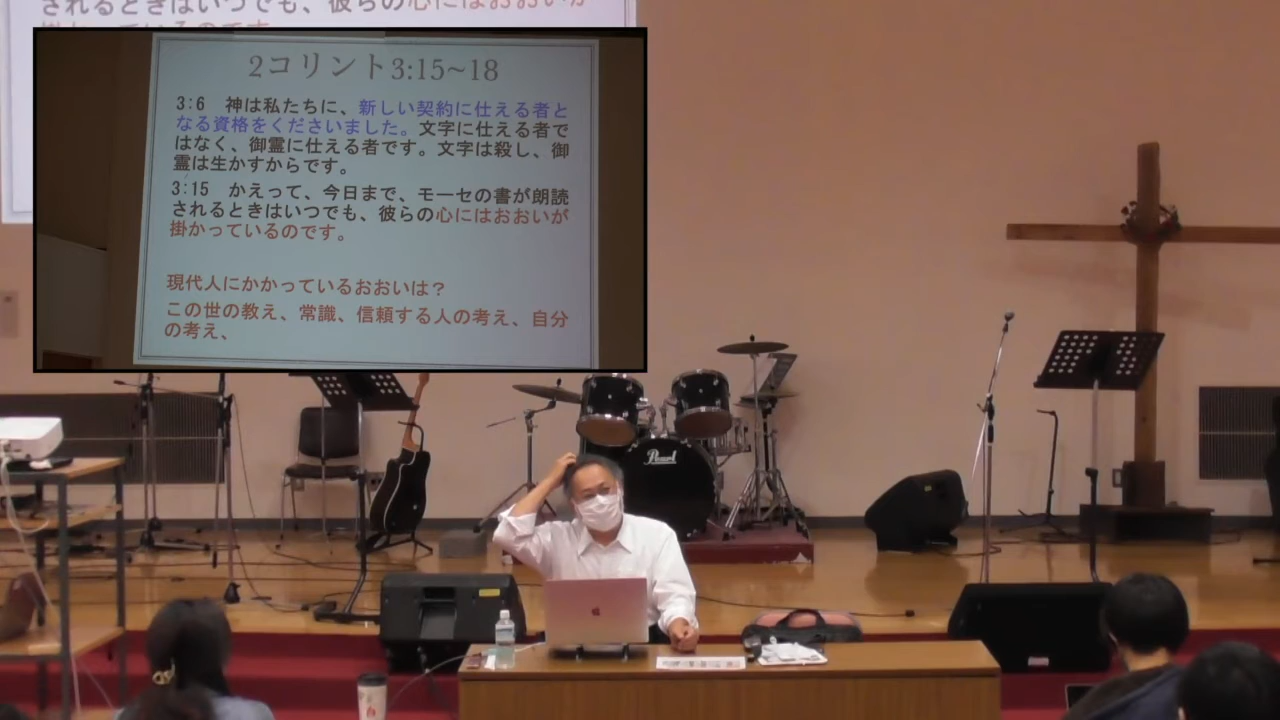 されるときはいつでも、彼らの心にはおおいが
掛かっているのです。
2コリント3:15~18
3:6 神は私たちに、新しい契約に仕える者と
なる資格をくださいました。文字に仕える者で
はなく、御霊に仕える者です。文字は殺し、御
霊は生かすからです。
3:15 かえって、今日まで、モーセの書が朗読
されるときはいつでも、彼らの心にはおおいが
掛かっているのです。
現代人にかかっているおおいは？
この世の教え、常識、信頼する人の考え、自分
の考え、
Pearl